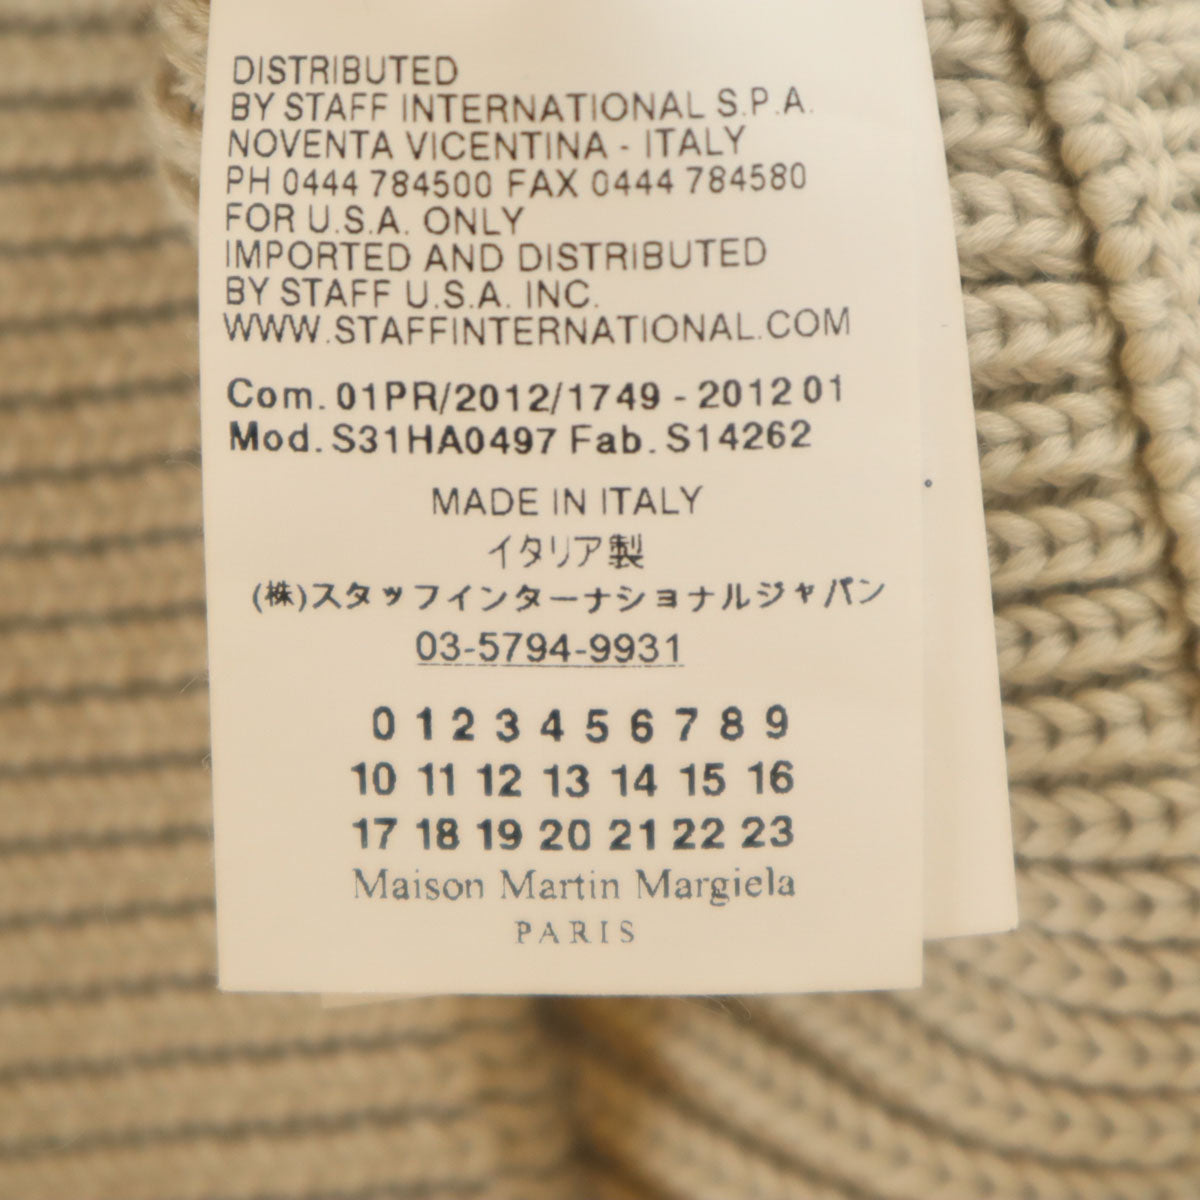 DISTRIBUTED
BY STAFF INTERNATIONAL S.P.A.
NOVENTA VICENTINA - ITALY
PH 0444 784500 FAX 0444 784580
FOR U.S.A. ONLY
IMPORTED AND DISTRIBUTED
BY STAFF U.S.A. INC.
WWW.STAFFINTERNATIONAL.COM
Com. 01PR/2012/1749 - 2012 01
Mod. S31HA0497 Fab. S14262
MADE IN ITALY
イタリア製
(株)スタッフインターナショナルジャパン
03-5794-9931
0 1 2 3 4 5 6 7 8 9
10 11 12 13 14 15 16
17 18 19 20 21 22 23
Maison Martin Margiela
PARIS